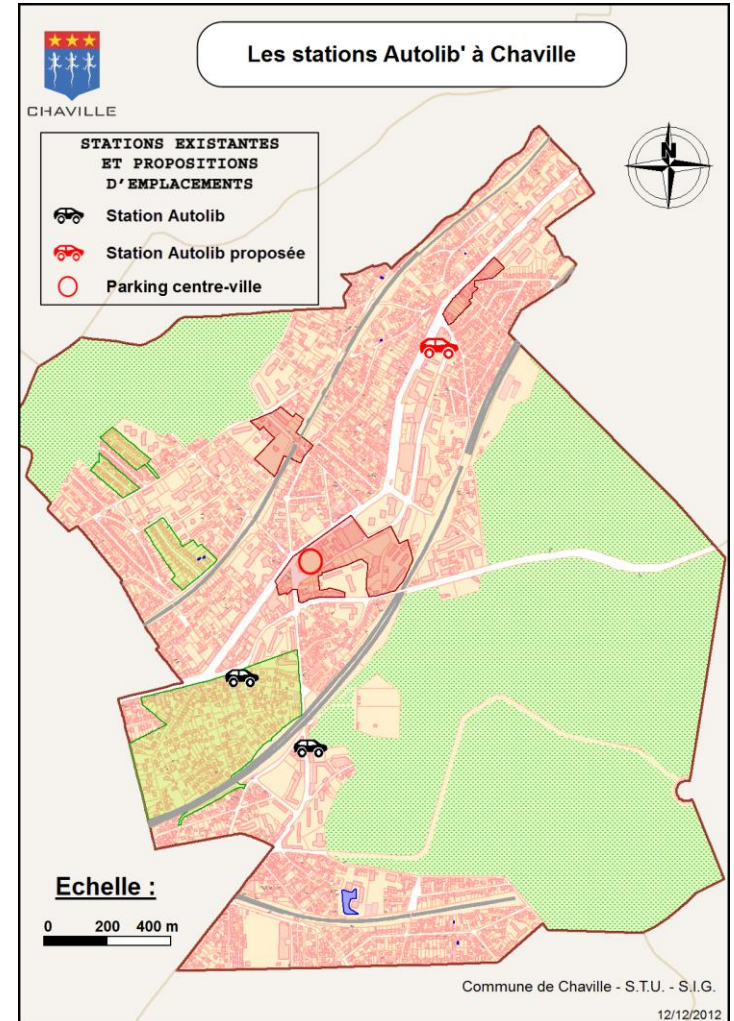 Les stations Autolib' à Chaville
CHAVILLE
STATIONS EXISTANTES
ET PROPOSITIONS
D'EMPLACEMENTS
Station Autolib
Station Autolib proposée
Parking centre-ville
N
Echelle :
0 200 400 m
Commune de Chaville - S.T.U. - S.I.G.
12/12/2012